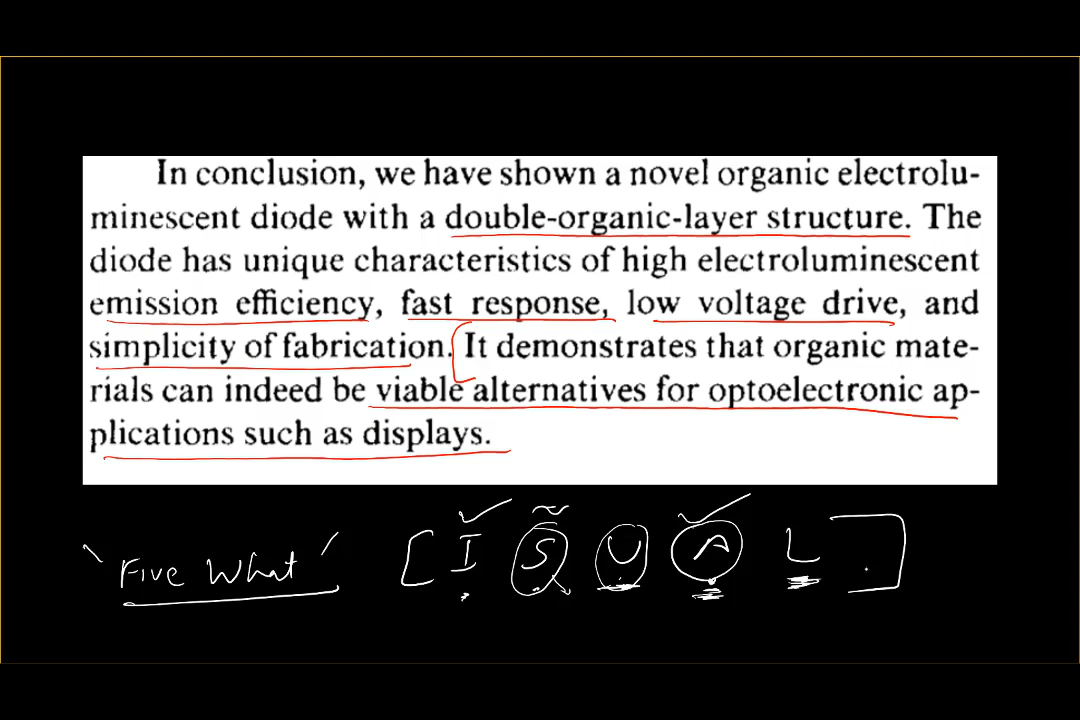 In conclusion, we have shown a novel organic electrolu-
minescent diode with a double-organic-layer structure. The
diode has unique characteristics of high electroluminescent
emission efficiency, fast response, low voltage drive, and
simplicity of fabrication. It demonstrates that organic mate-
rials can indeed be viable alternatives for optoelectronic ap-
plications such as displays.
"Five What" [ I S U A L ]